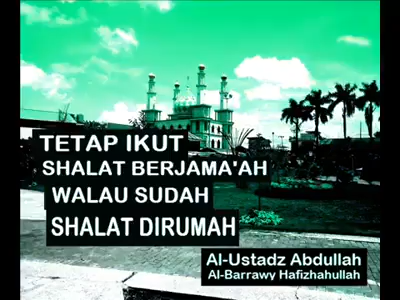 TETAP IKUT
SHALAT BERJAMA'AH
WALAU SUDAH
SHALAT DIRUMAH
Al-Ustadz Abdullah
Al-Barrawy Hafizhahullah